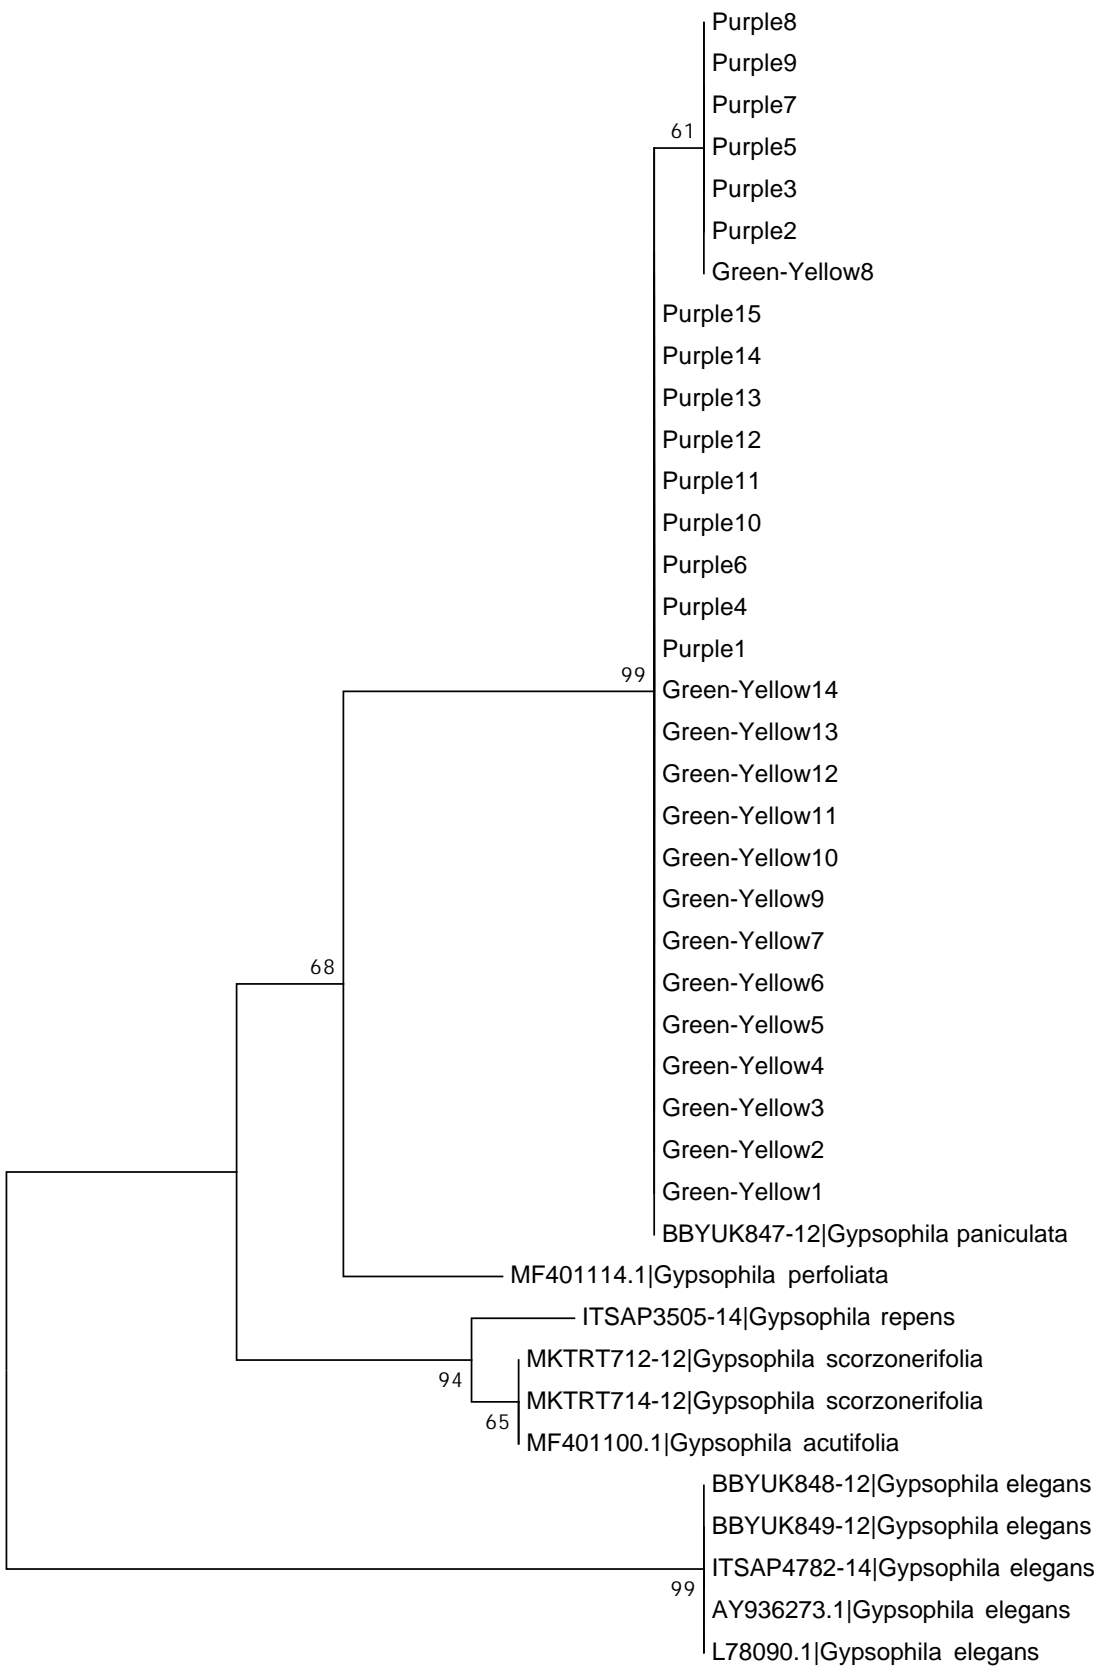 Purple8
Purple9
Purple7
61
Purple5
Purple3
Purple2
Green-Yellow8
Purple15
Purple14
Purple13
Purple12
Purple11
Purple10
Purple6
Purple4
Purple1
99
Green-Yellow14
Green-Yellow13
Green-Yellow12
Green-Yellow11
Green-Yellow10
Green-Yellow9
Green-Yellow7
68
Green-Yellow6
Green-Yellow5
Green-Yellow4
Green-Yellow3
Green-Yellow2
Green-Yellow1
BBYUK847-12|Gypsophila paniculata
MF401114.1|Gypsophila perfoliata
ITSAP3505-14|Gypsophila repens
MKTRT712-12|Gypsophila scorzonerifolia
94
MKTRT714-12|Gypsophila scorzonerifolia
65
MF401100.1|Gypsophila acutifolia
BBYUK848-12|Gypsophila elegans
BBYUK849-12|Gypsophila elegans
ITSAP4782-14|Gypsophila elegans
99
AY936273.1|Gypsophila elegans
L78090.1|Gypsophila elegans